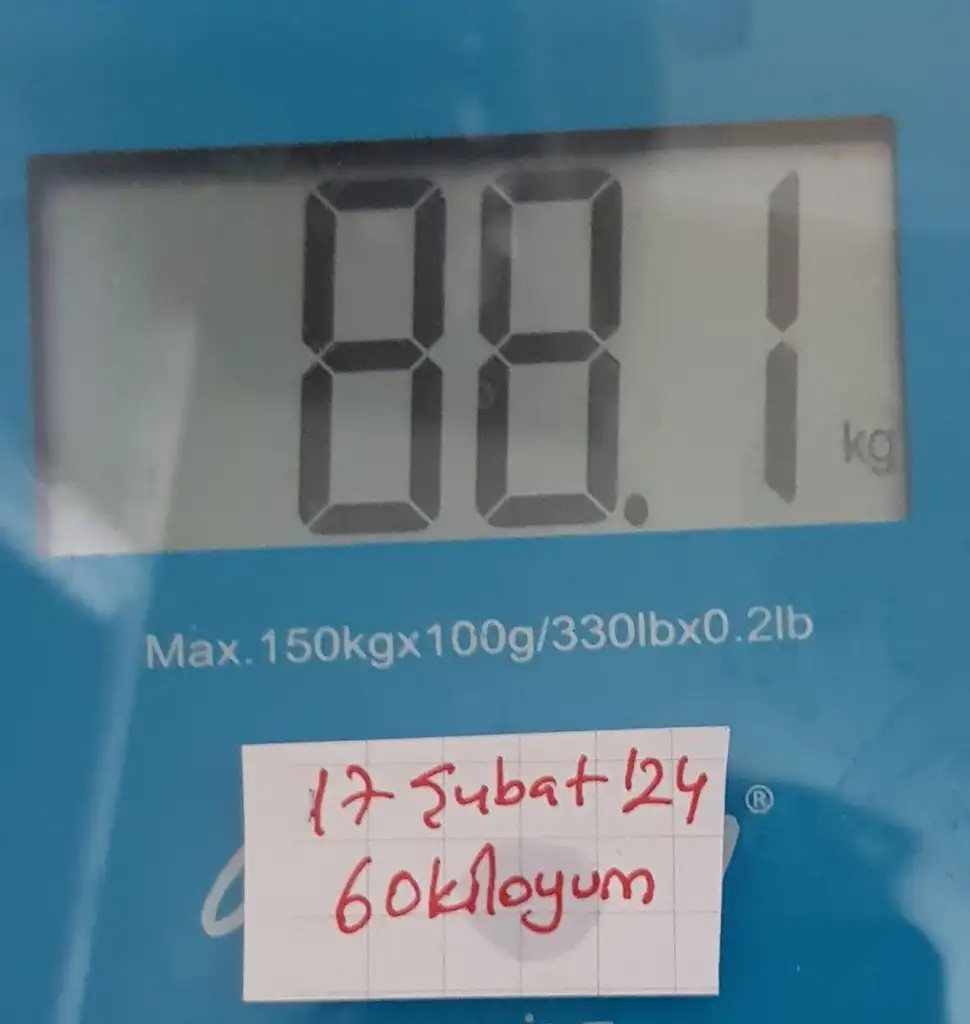 88.1 kg
Max.150kgx100g/330lbx0.2lb
17 Şubat '24
®
60kiloyum